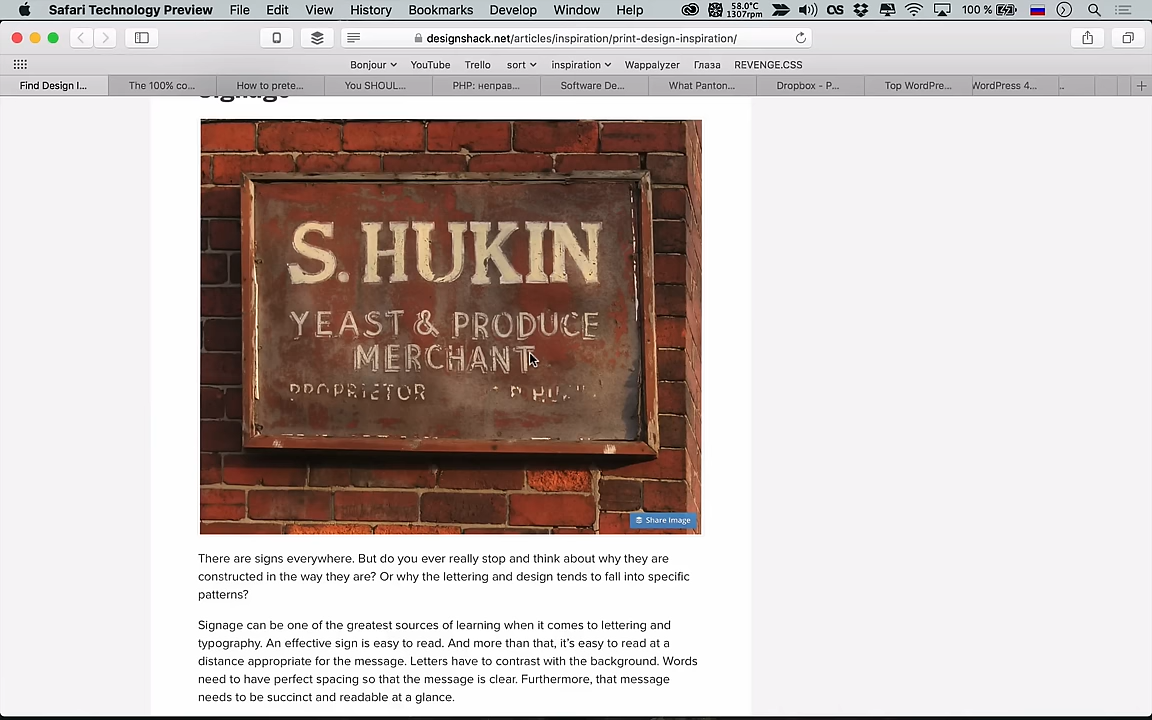 Safari Technology Preview File Edit View History Bookmarks Develop Window Help 58.0°C 1307rpm 100 %
designshack.net/articles/inspiration/print-design-inspiration/
Bonjour YouTube Trello sort inspiration Wappalyzer Глаза REVENGE.CSS
Find Design I... The 100% co... How to prete... You SHOUL... PHP: неправ... Software De... What Panton... Dropbox - P... Top WordPre... WordPress 4...
Signage
S. HUKIN
YEAST & PRODUCE
MERCHANT
PROPRIETOR
Share Image
There are signs everywhere. But do you ever really stop and think about why they are
constructed in the way they are? Or why the lettering and design tends to fall into specific
patterns?
Signage can be one of the greatest sources of learning when it comes to lettering and
typography. An effective sign is easy to read. And more than that, it's easy to read at a
distance appropriate for the message. Letters have to contrast with the background. Words
need to have perfect spacing so that the message is clear. Furthermore, that message
needs to be succinct and readable at a glance.